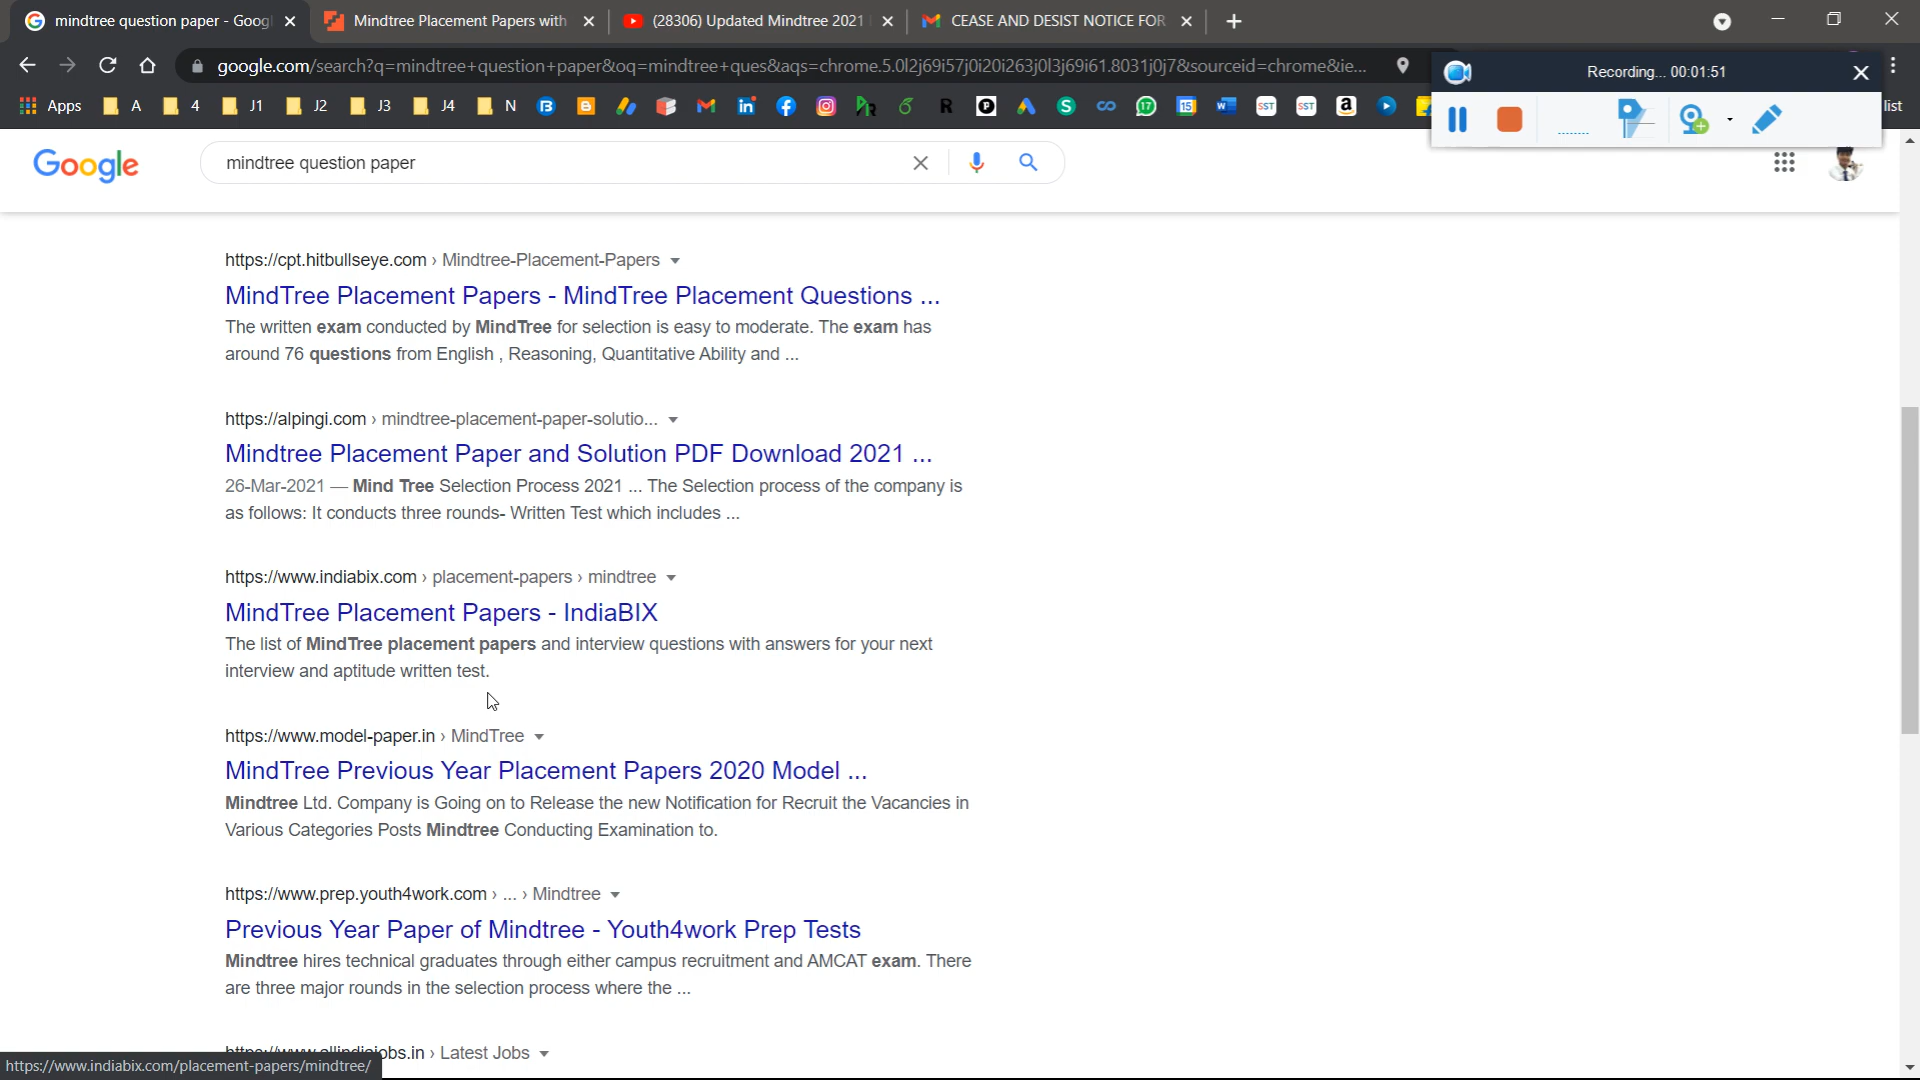 mindtree question paper - Goog
Mindtree Placement Papers with
(28306) Updated Mindtree 2021
CEASE AND DESIST NOTICE FOR
google.com/search?q=mindtree+question+paper&oq=mindtree+ques&aqs=chrome.5.0l2j69i57j0i20i263j0l3j69i61.8031j0j7&sourceid=chrome&ie...
Recording... 00:01:51
Apps
A
4
J1
J2
J3
J4
N
list
Google
mindtree question paper
https://cpt.hitbullseye.com › Mindtree-Placement-Papers
MindTree Placement Papers - MindTree Placement Questions ...
The written exam conducted by MindTree for selection is easy to moderate. The exam has
around 76 questions from English , Reasoning, Quantitative Ability and ...
https://alpingi.com › mindtree-placement-paper-solutio...
Mindtree Placement Paper and Solution PDF Download 2021 ...
26-Mar-2021 — Mind Tree Selection Process 2021 ... The Selection process of the company is
as follows: It conducts three rounds- Written Test which includes ...
https://www.indiabix.com › placement-papers › mindtree
MindTree Placement Papers - IndiaBIX
The list of MindTree placement papers and interview questions with answers for your next
interview and aptitude written test.
https://www.model-paper.in › MindTree
MindTree Previous Year Placement Papers 2020 Model ...
Mindtree Ltd. Company is Going on to Release the new Notification for Recruit the Vacancies in
Various Categories Posts Mindtree Conducting Examination to.
https://www.prep.youth4work.com › ... › Mindtree
Previous Year Paper of Mindtree - Youth4work Prep Tests
Mindtree hires technical graduates through either campus recruitment and AMCAT exam. There
are three major rounds in the selection process where the ...
› Latest Jobs
https://www.indiabix.com/placement-papers/mindtree/